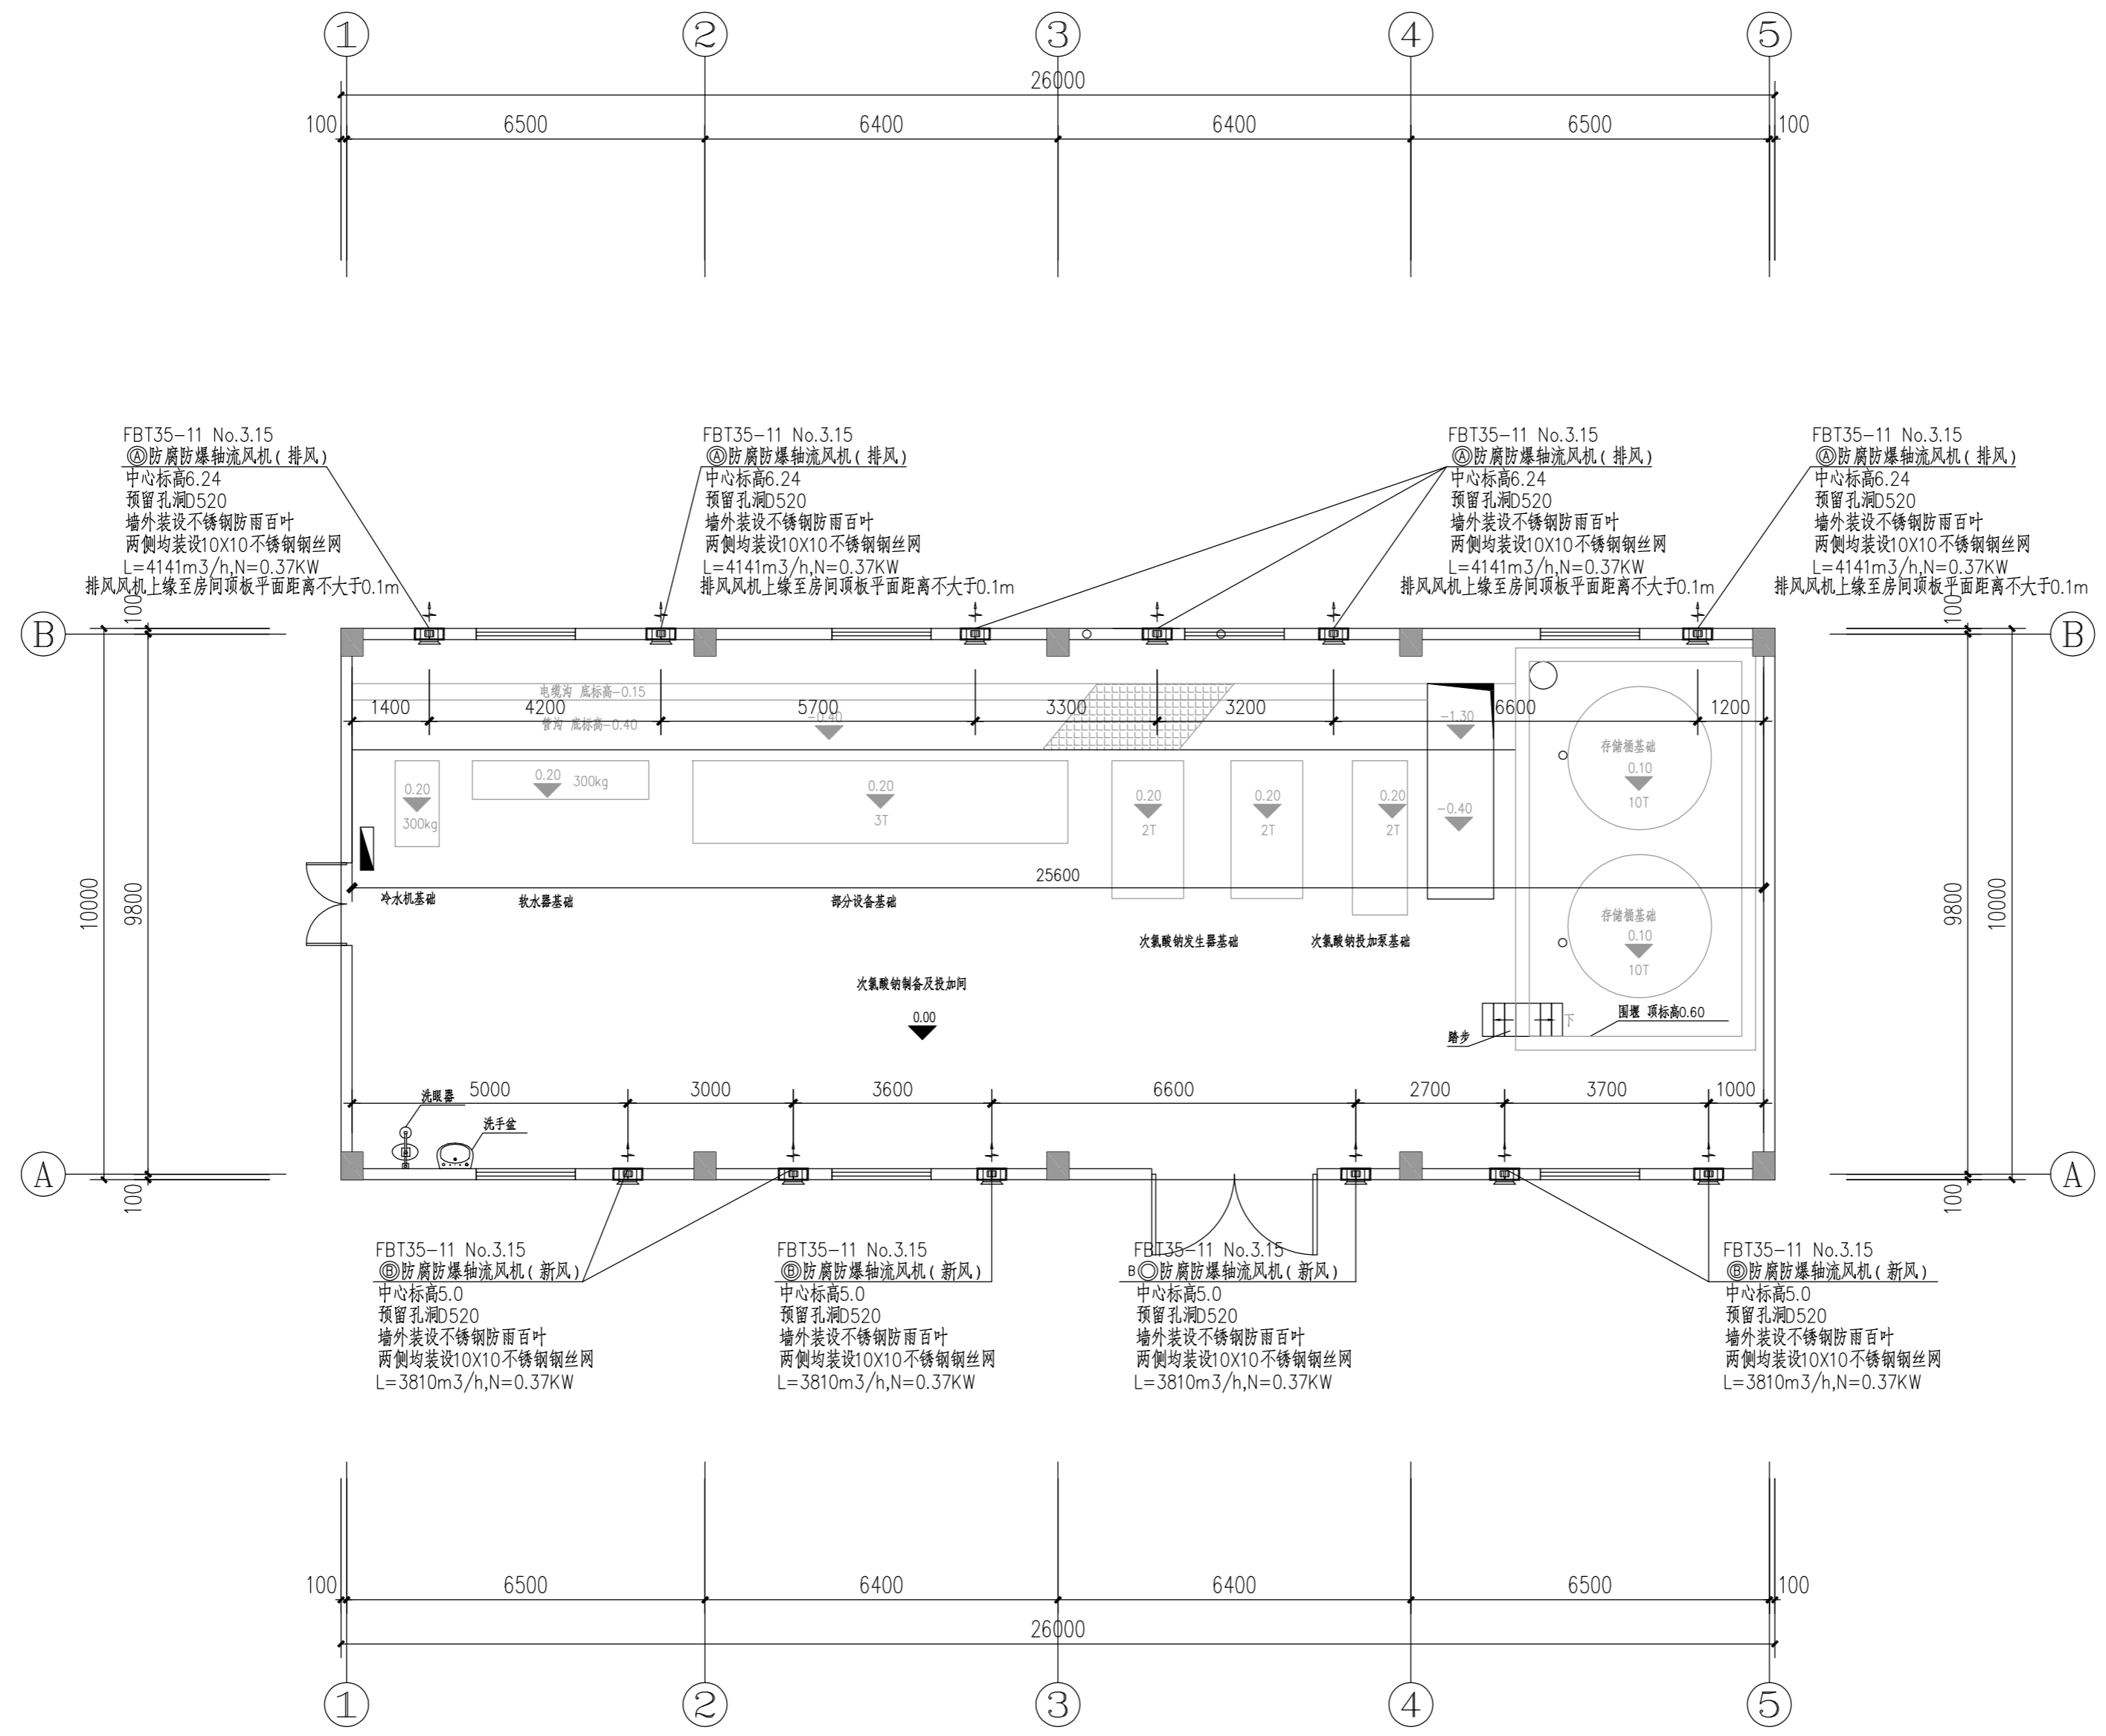 ① ② ③ ④ ⑤
26000
100 6500 6400 6400 6500 100
FBT35-11 No.3.15
Ⓐ防腐防爆轴流风机(排风)
中心标高6.24
预留孔洞D520
墙外装设不锈钢防雨百叶
两侧均装设10X10不锈钢钢丝网
L=4141m3/h,N=0.37KW
排风风机上缘至房间顶板平面距离不大于0.1m
FBT35-11 No.3.15
Ⓐ防腐防爆轴流风机(排风)
中心标高6.24
预留孔洞D520
墙外装设不锈钢防雨百叶
两侧均装设10X10不锈钢钢丝网
L=4141m3/h,N=0.37KW
排风风机上缘至房间顶板平面距离不大于0.1m
FBT35-11 No.3.15
Ⓐ防腐防爆轴流风机(排风)
中心标高6.24
预留孔洞D520
墙外装设不锈钢防雨百叶
两侧均装设10X10不锈钢钢丝网
L=4141m3/h,N=0.37KW
排风风机上缘至房间顶板平面距离不大于0.1m
FBT35-11 No.3.15
Ⓐ防腐防爆轴流风机(排风)
中心标高6.24
预留孔洞D520
墙外装设不锈钢防雨百叶
两侧均装设10X10不锈钢钢丝网
L=4141m3/h,N=0.37KW
排风风机上缘至房间顶板平面距离不大于0.1m
100 100
Ⓑ Ⓑ
电缆沟 底标高-0.15
1400 4200 5700 3300 3200 6600 1200
管沟 底标高-0.40
-0.40
-1.30
存储桶基础
0.10
10T
0.20
300kg
0.20 300kg
0.20
3T
0.20
2T
0.20
2T
0.20
2T
-0.40
25600
冷水机基础
软水器基础
部分设备基础
10000 9800 9800 10000
存储桶基础
0.10
10T
次氯酸钠发生器基础
次氯酸钠投加泵基础
次氯酸钠制备及投加间
0.00
下
围堰 顶标高0.60
踏步
5000 3000 3600 6600 2700 3700 1000
洗眼器
洗手盆
Ⓐ Ⓐ
100 100
FBT35-11 No.3.15
Ⓑ防腐防爆轴流风机(新风)
中心标高5.0
预留孔洞D520
墙外装设不锈钢防雨百叶
两侧均装设10X10不锈钢钢丝网
L=3810m3/h,N=0.37KW
FBT35-11 No.3.15
Ⓑ防腐防爆轴流风机(新风)
中心标高5.0
预留孔洞D520
墙外装设不锈钢防雨百叶
两侧均装设10X10不锈钢钢丝网
L=3810m3/h,N=0.37KW
FBT35-11 No.3.15
B◎防腐防爆轴流风机(新风)
中心标高5.0
预留孔洞D520
墙外装设不锈钢防雨百叶
两侧均装设10X10不锈钢钢丝网
L=3810m3/h,N=0.37KW
FBT35-11 No.3.15
Ⓑ防腐防爆轴流风机(新风)
中心标高5.0
预留孔洞D520
墙外装设不锈钢防雨百叶
两侧均装设10X10不锈钢钢丝网
L=3810m3/h,N=0.37KW
100 6500 6400 6400 6500 100
26000
① ② ③ ④ ⑤